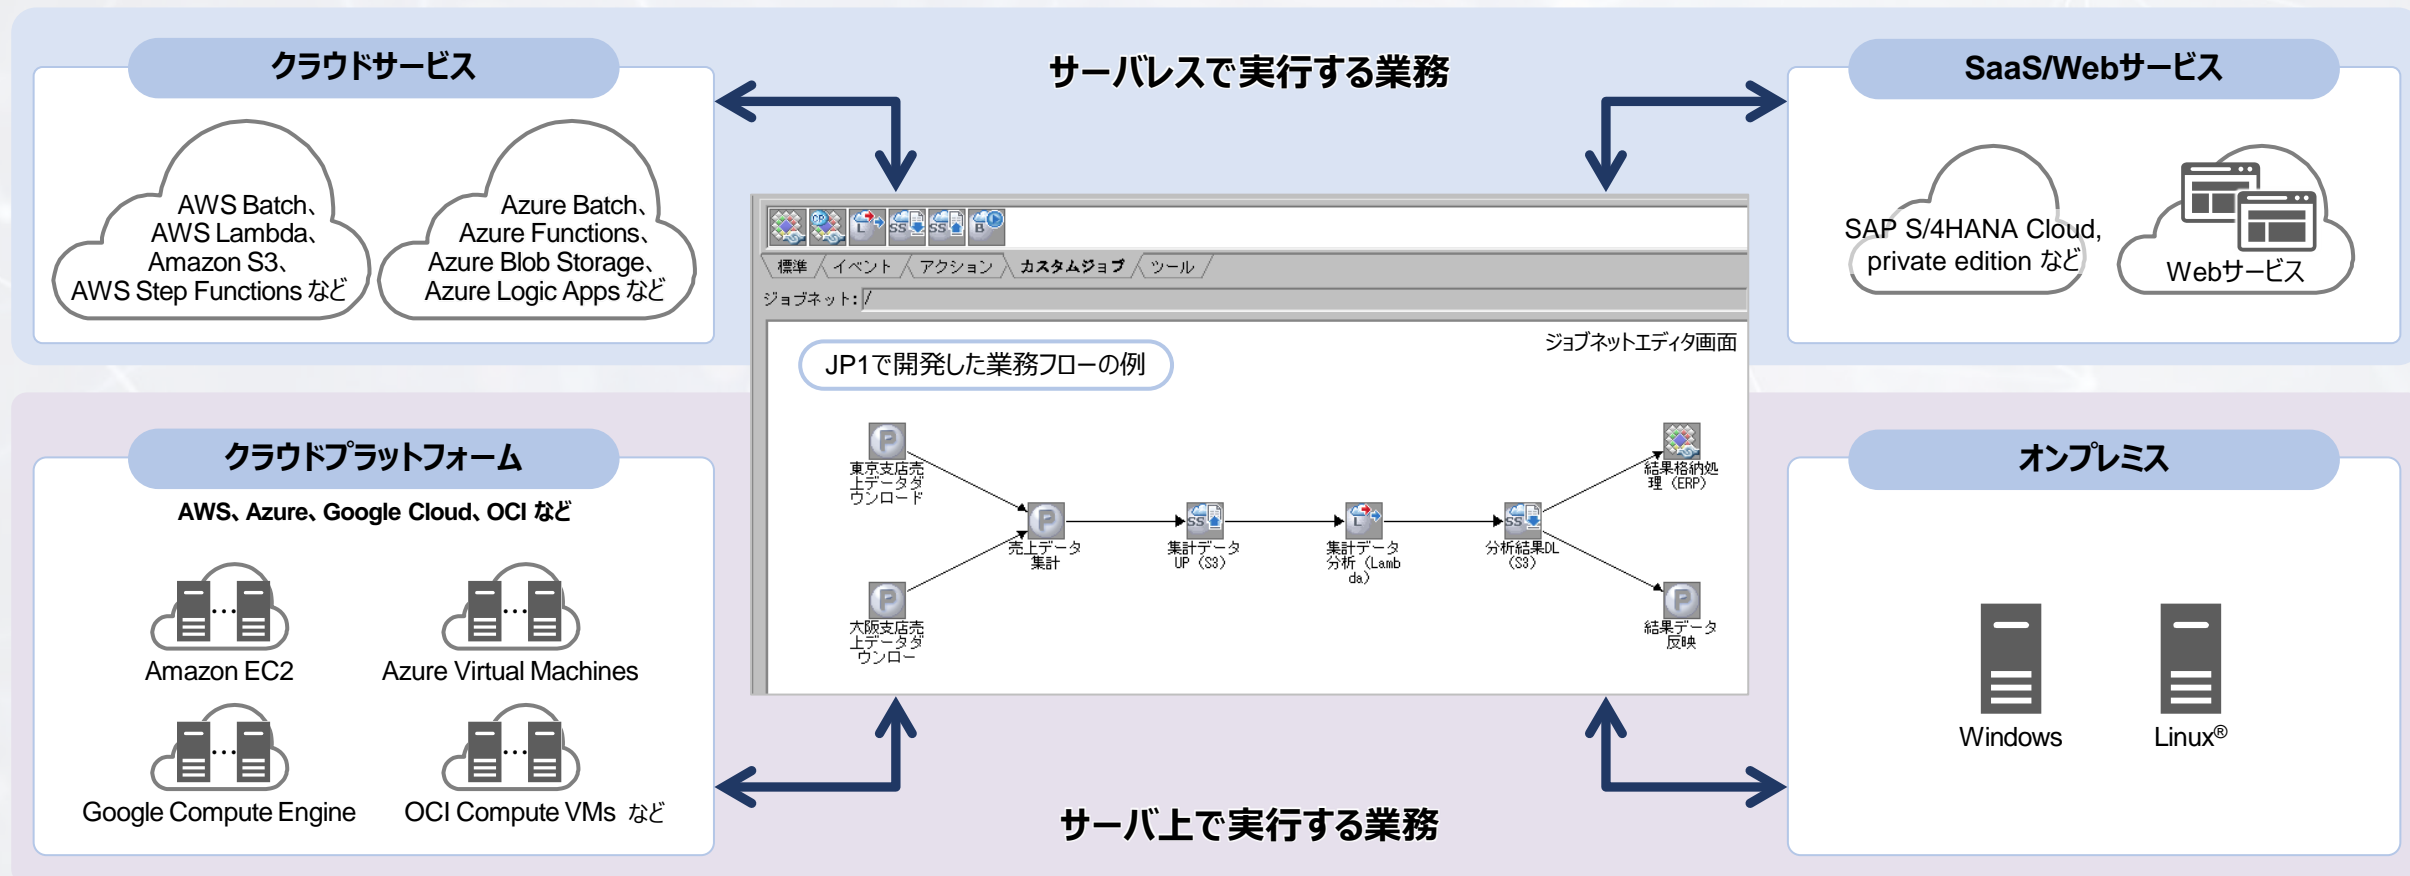 サーバレスで実行する業務
クラウドサービス
AWS Batch、
AWS Lambda、
Amazon S3、
AWS Step Functions など
Azure Batch、
Azure Functions、
Azure Blob Storage、
Azure Logic Apps など
SaaS/Webサービス
SAP S/4HANA Cloud,
private edition など
Webサービス
標準 イベント アクション カスタムジョブ ツール
ジョブネット: /
ジョブネットエディタ画面
JP1で開発した業務フローの例
東京支店売
上データダ
ウンロード
大阪支店売
上データダ
ウンロー
売上データ
集計
集計データ
UP（S3）
集計データ
分析（Lamb
da）
分析結果DL
（S3）
結果格納処
理（ERP）
結果データ
反映
クラウドプラットフォーム
AWS、Azure、Google Cloud、OCI など
Amazon EC2
Azure Virtual Machines
Google Compute Engine
OCI Compute VMs など
オンプレミス
Windows
Linux®
サーバ上で実行する業務